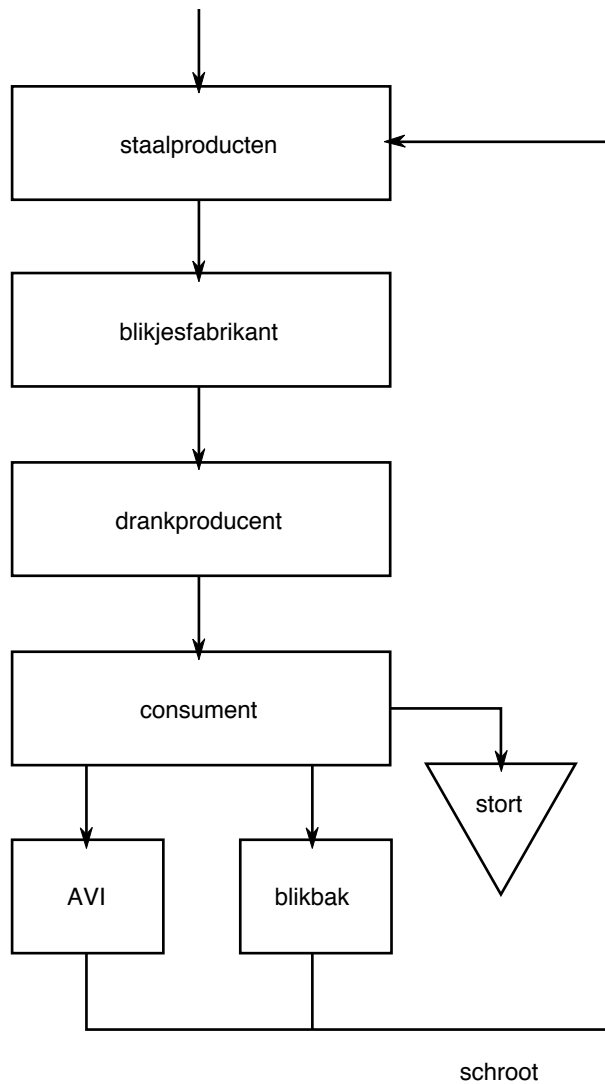 staalproducten
blikjesfabrikant
drankproducent
consument
stort
AVI
blikbak
schroot